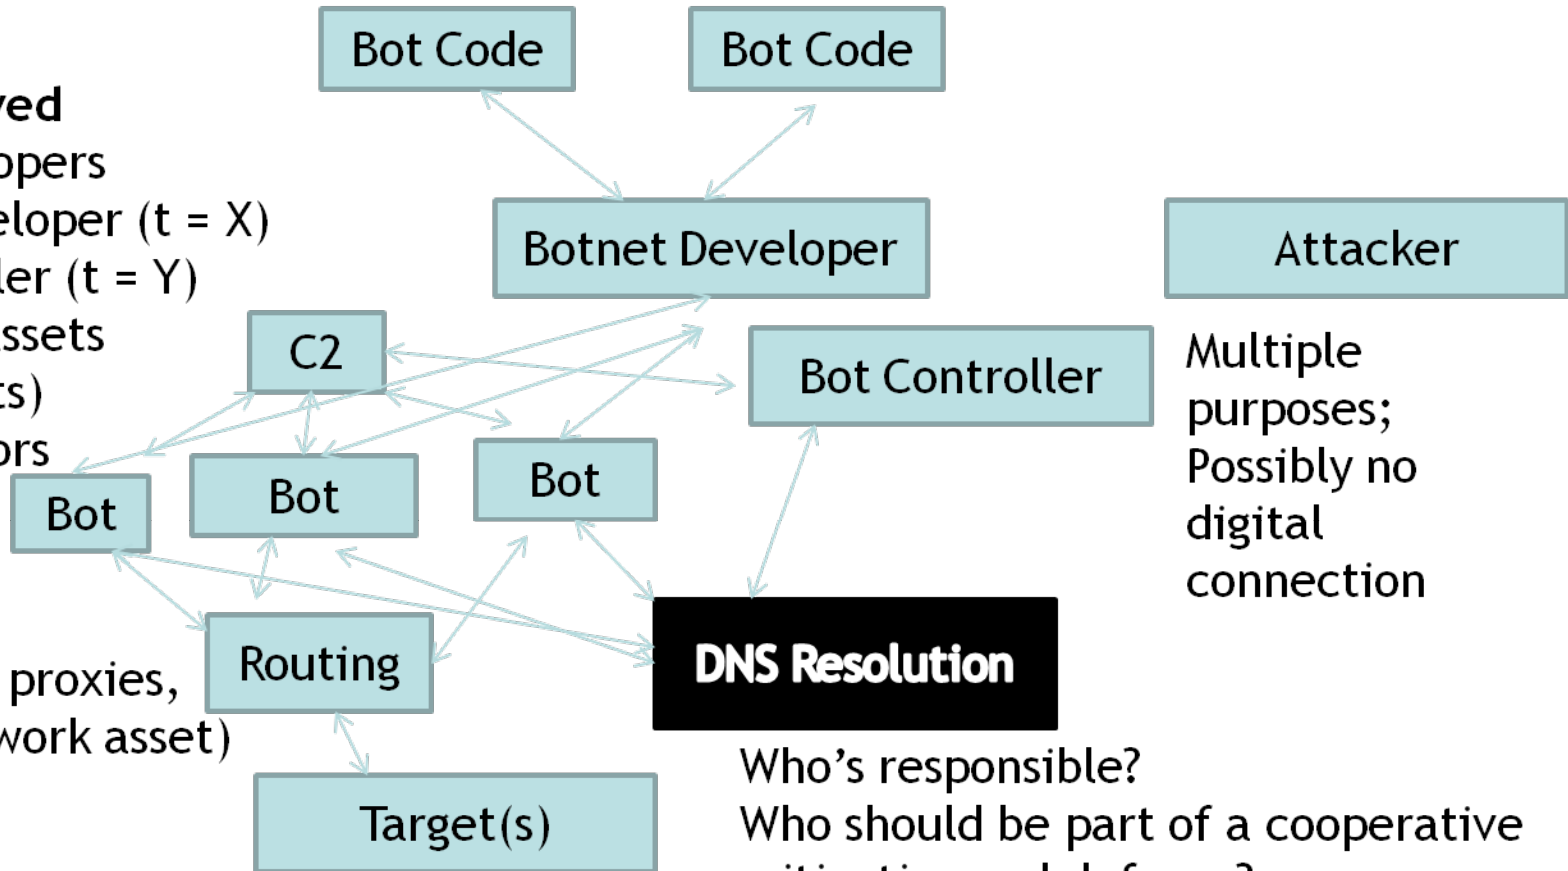 Bot Code
Bot Code
ved
opers
eloper (t = X)
ler (t = Y)
ssets
ts)
ors
Botnet Developer
Attacker
C2
Bot Controller
Multiple
purposes;
Possibly no
digital
connection
Bot
Bot
Bot
Routing
DNS Resolution
proxies,
work asset)
Target(s)
Who’s responsible?
Who should be part of a cooperative